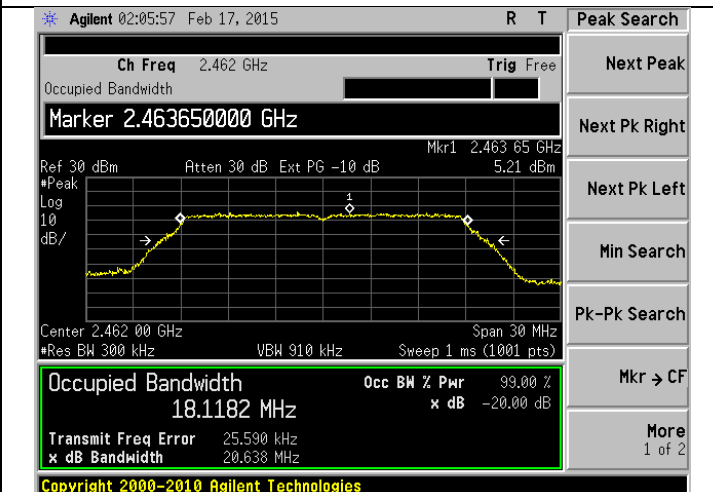 Agilent 02:05:57 Feb 17, 2015 R T
Peak Search
Ch Freq 2.462 GHz Trig Free
Occupied Bandwidth
Marker 2.463650000 GHz
Mkr1 2.463 65 GHz
Ref 30 dBm Atten 30 dB Ext PG -10 dB 5.21 dBm
#Peak
Log
10
dB/
1
Center 2.462 00 GHz Span 30 MHz
#Res BW 300 kHz VBW 910 kHz Sweep 1 ms (1001 pts)
Occupied Bandwidth Occ BW % Pwr 99.00 %
18.1182 MHz x dB -20.00 dB
Transmit Freq Error 25.590 kHz
x dB Bandwidth 20.638 MHz
Copyright 2000-2010 Agilent Technologies
Next Peak
Next Pk Right
Next Pk Left
Min Search
Pk-Pk Search
Mkr → CF
More
1 of 2